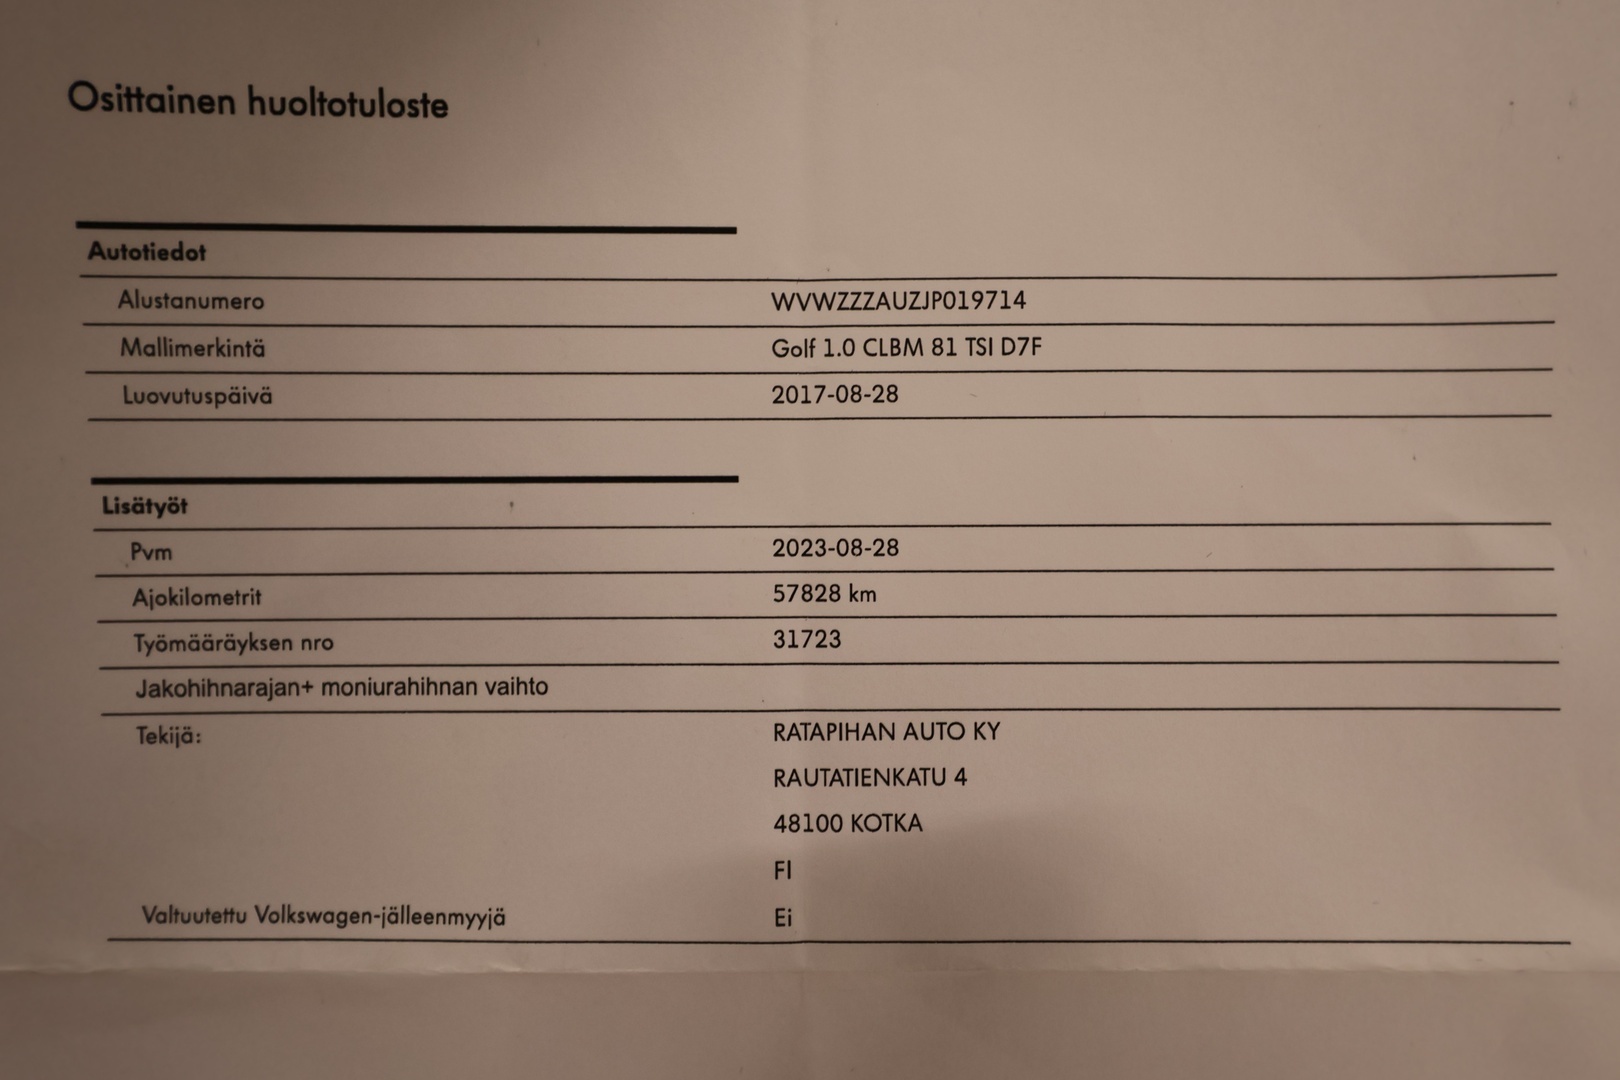 Osittainen huoltotuloste
Autotiedot
Alustanumero WVWZZZAUZJP019714
Mallimerkintä Golf 1.0 CLBM 81 TSI D7F
Luovutuspäivä 2017-08-28
Lisätyöt
Pvm 2023-08-28
Ajokilometrit 57828 km
Työmääräyksen nro 31723
Jakohihnarajan+ moniurahihnan vaihto
Tekijä: RATAPIHAN AUTO KY
RAUTATIENKATU 4
48100 KOTKA
FI
Valtuutettu Volkswagen-jälleenmyyjä Ei